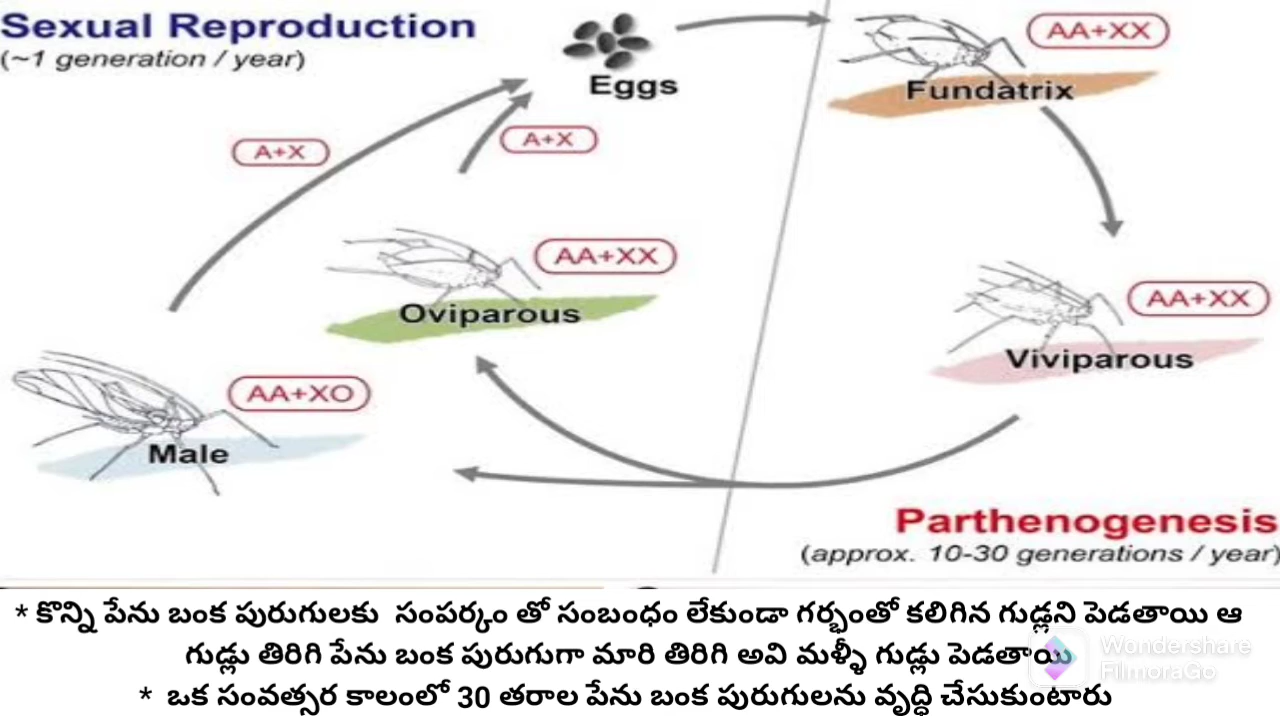 Sexual Reproduction
(~1 generation / year)
Eggs
AA+XX
Fundatrix
A+X
A+X
AA+XX
Oviparous
AA+XX
Viviparous
AA+XO
Male
Parthenogenesis
(approx. 10-30 generations / year)
* కొన్ని పేను బంక పురుగులకు సంపర్కం తో సంబంధం లేకుండా గర్భంతో కలిగిన గుడ్లని పెడతాయి ఆ
గుడ్లు తిరిగి పేను బంక పురుగుగా మారి తిరిగి అవి మళ్ళీ గుడ్లు పెడతాయి
* ఒక సంవత్సర కాలంలో 30 తరాల పేను బంక పురుగులను వృద్ధి చేసుకుంటారు
Wondershare
FilmoraGo